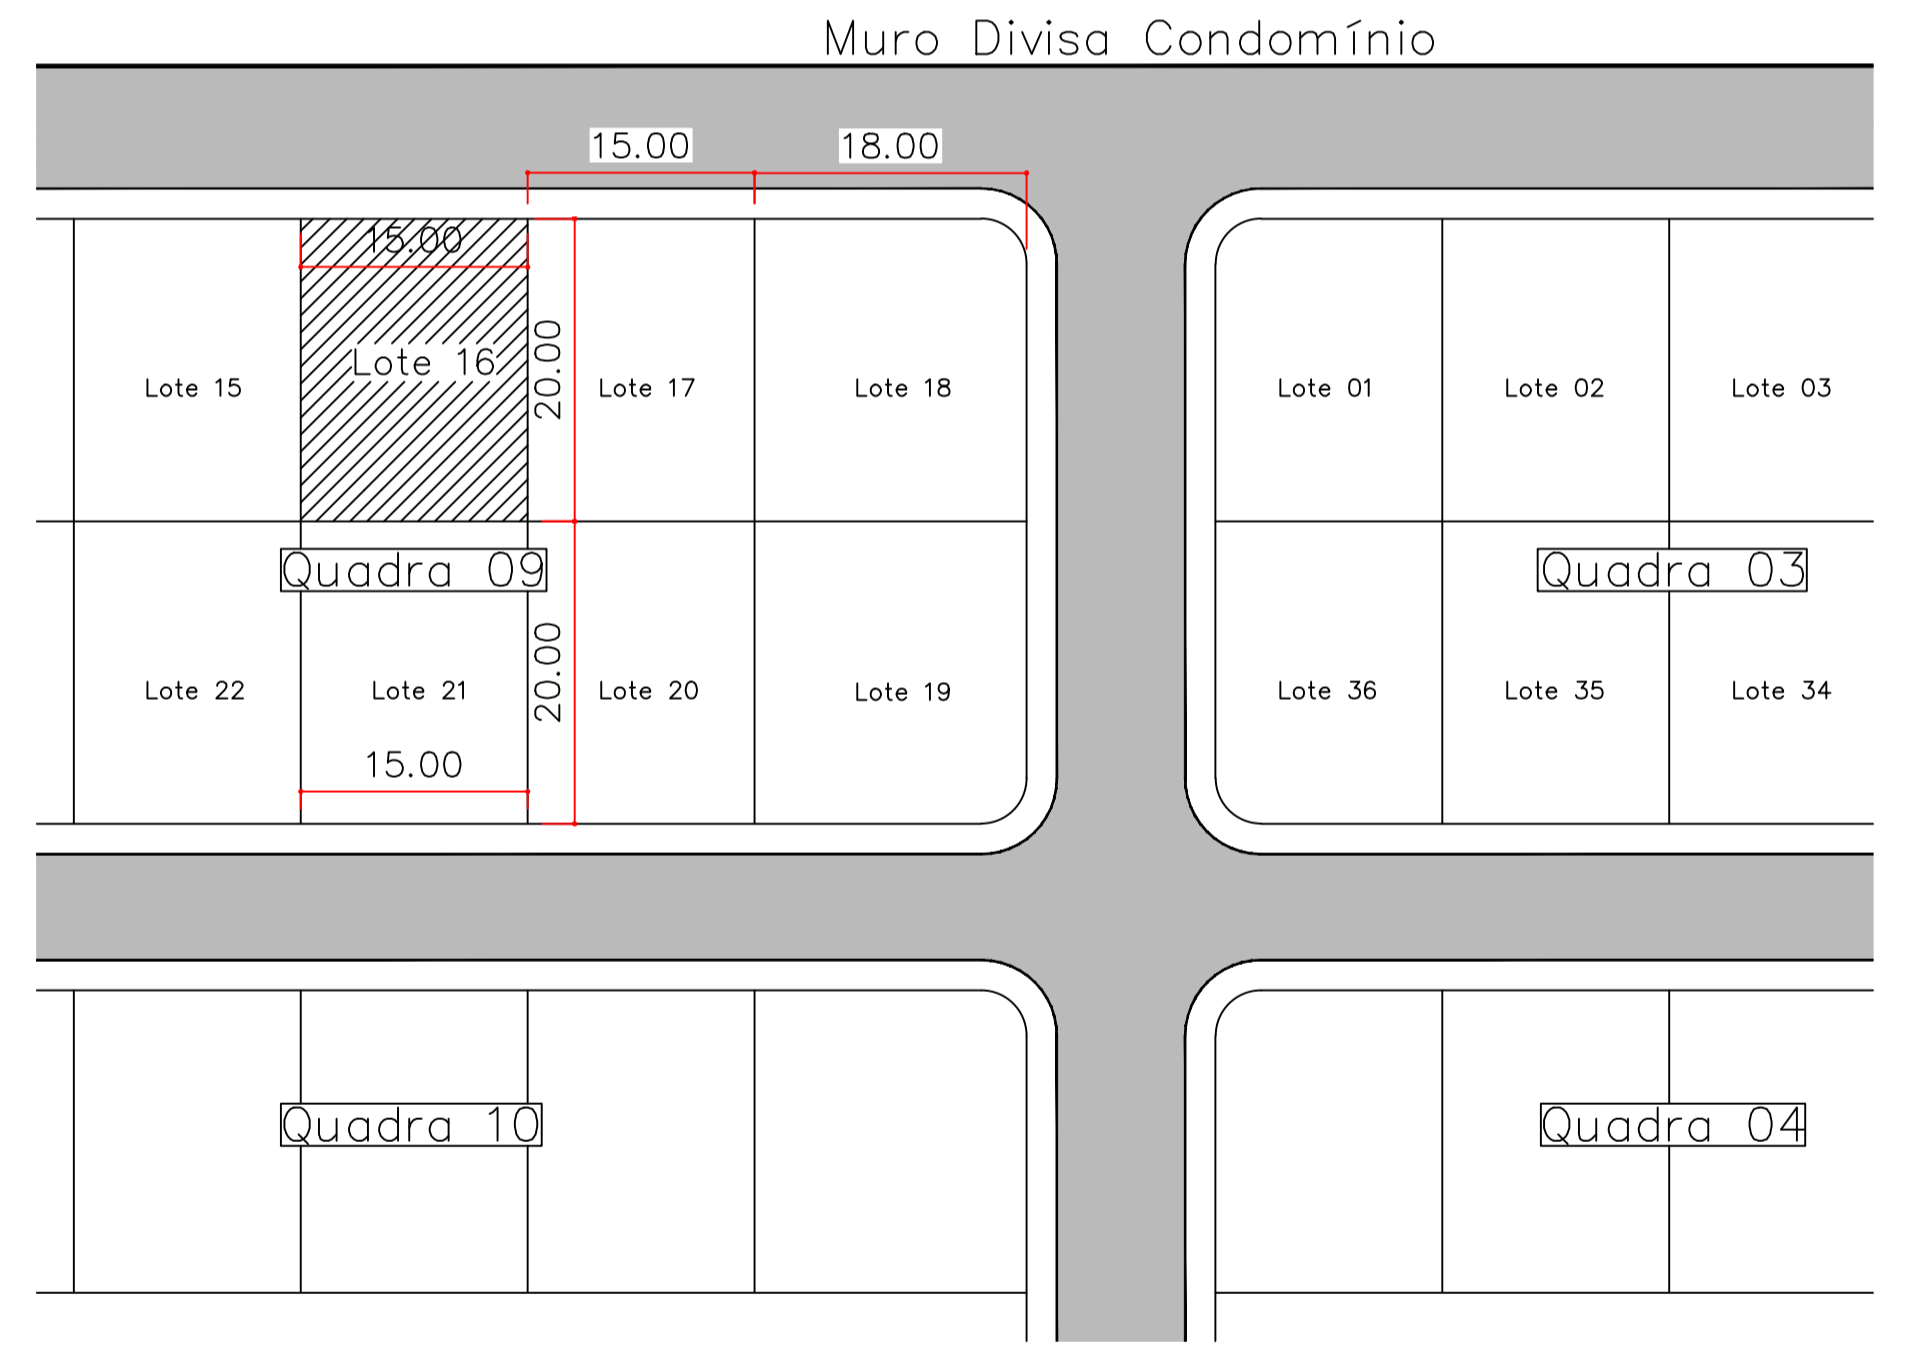 Muro Divisa Condomínio
15.00
18.00
15.00
Lote 16
20.00
Lote 15
Lote 17
Lote 18
Lote 01
Lote 02
Lote 03
Quadra 09
Quadra 03
20.00
Lote 22
Lote 21
Lote 20
Lote 19
Lote 36
Lote 35
Lote 34
15.00
Quadra 10
Quadra 04